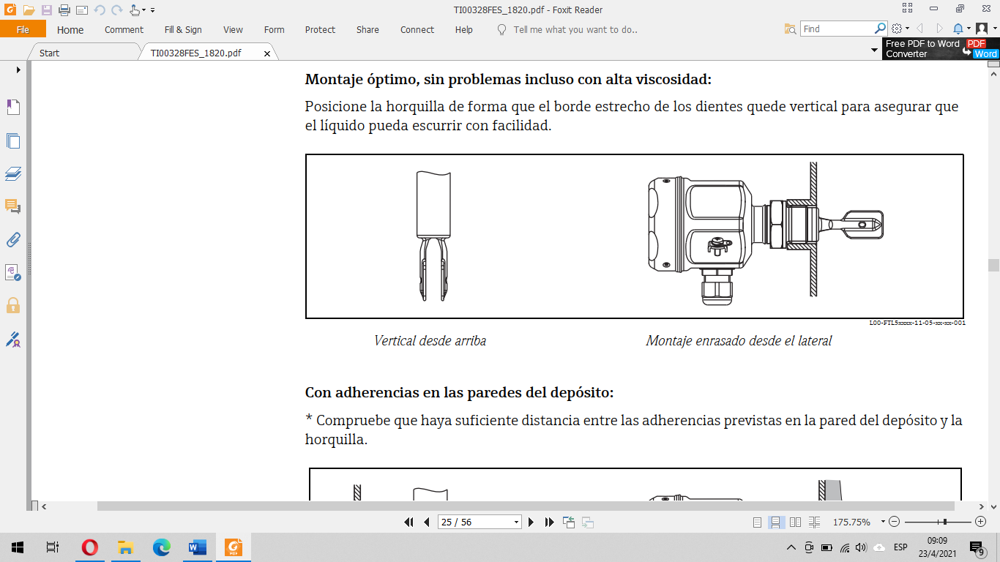 TI00328FES_1820.pdf - Foxit Reader
File Home Comment Fill & Sign View Form Protect Share Connect Help Tell me what you want to do.. Find
Start TI00328FES_1820.pdf x
Free PDF to Word PDF
Converter Word
Montaje óptimo, sin problemas incluso con alta viscosidad:
Posicione la horquilla de forma que el borde estrecho de los dientes quede vertical para asegurar que
el líquido pueda escurrir con facilidad.
L00-FTL5xxxx-11-05-xx-xx-001
Vertical desde arriba Montaje enrasado desde el lateral
Con adherencias en las paredes del depósito:
* Compruebe que haya suficiente distancia entre las adherencias previstas en la pared del depósito y la
horquilla.
25 / 56 175.75%
PDF ESP 09:09
23/4/2021 9